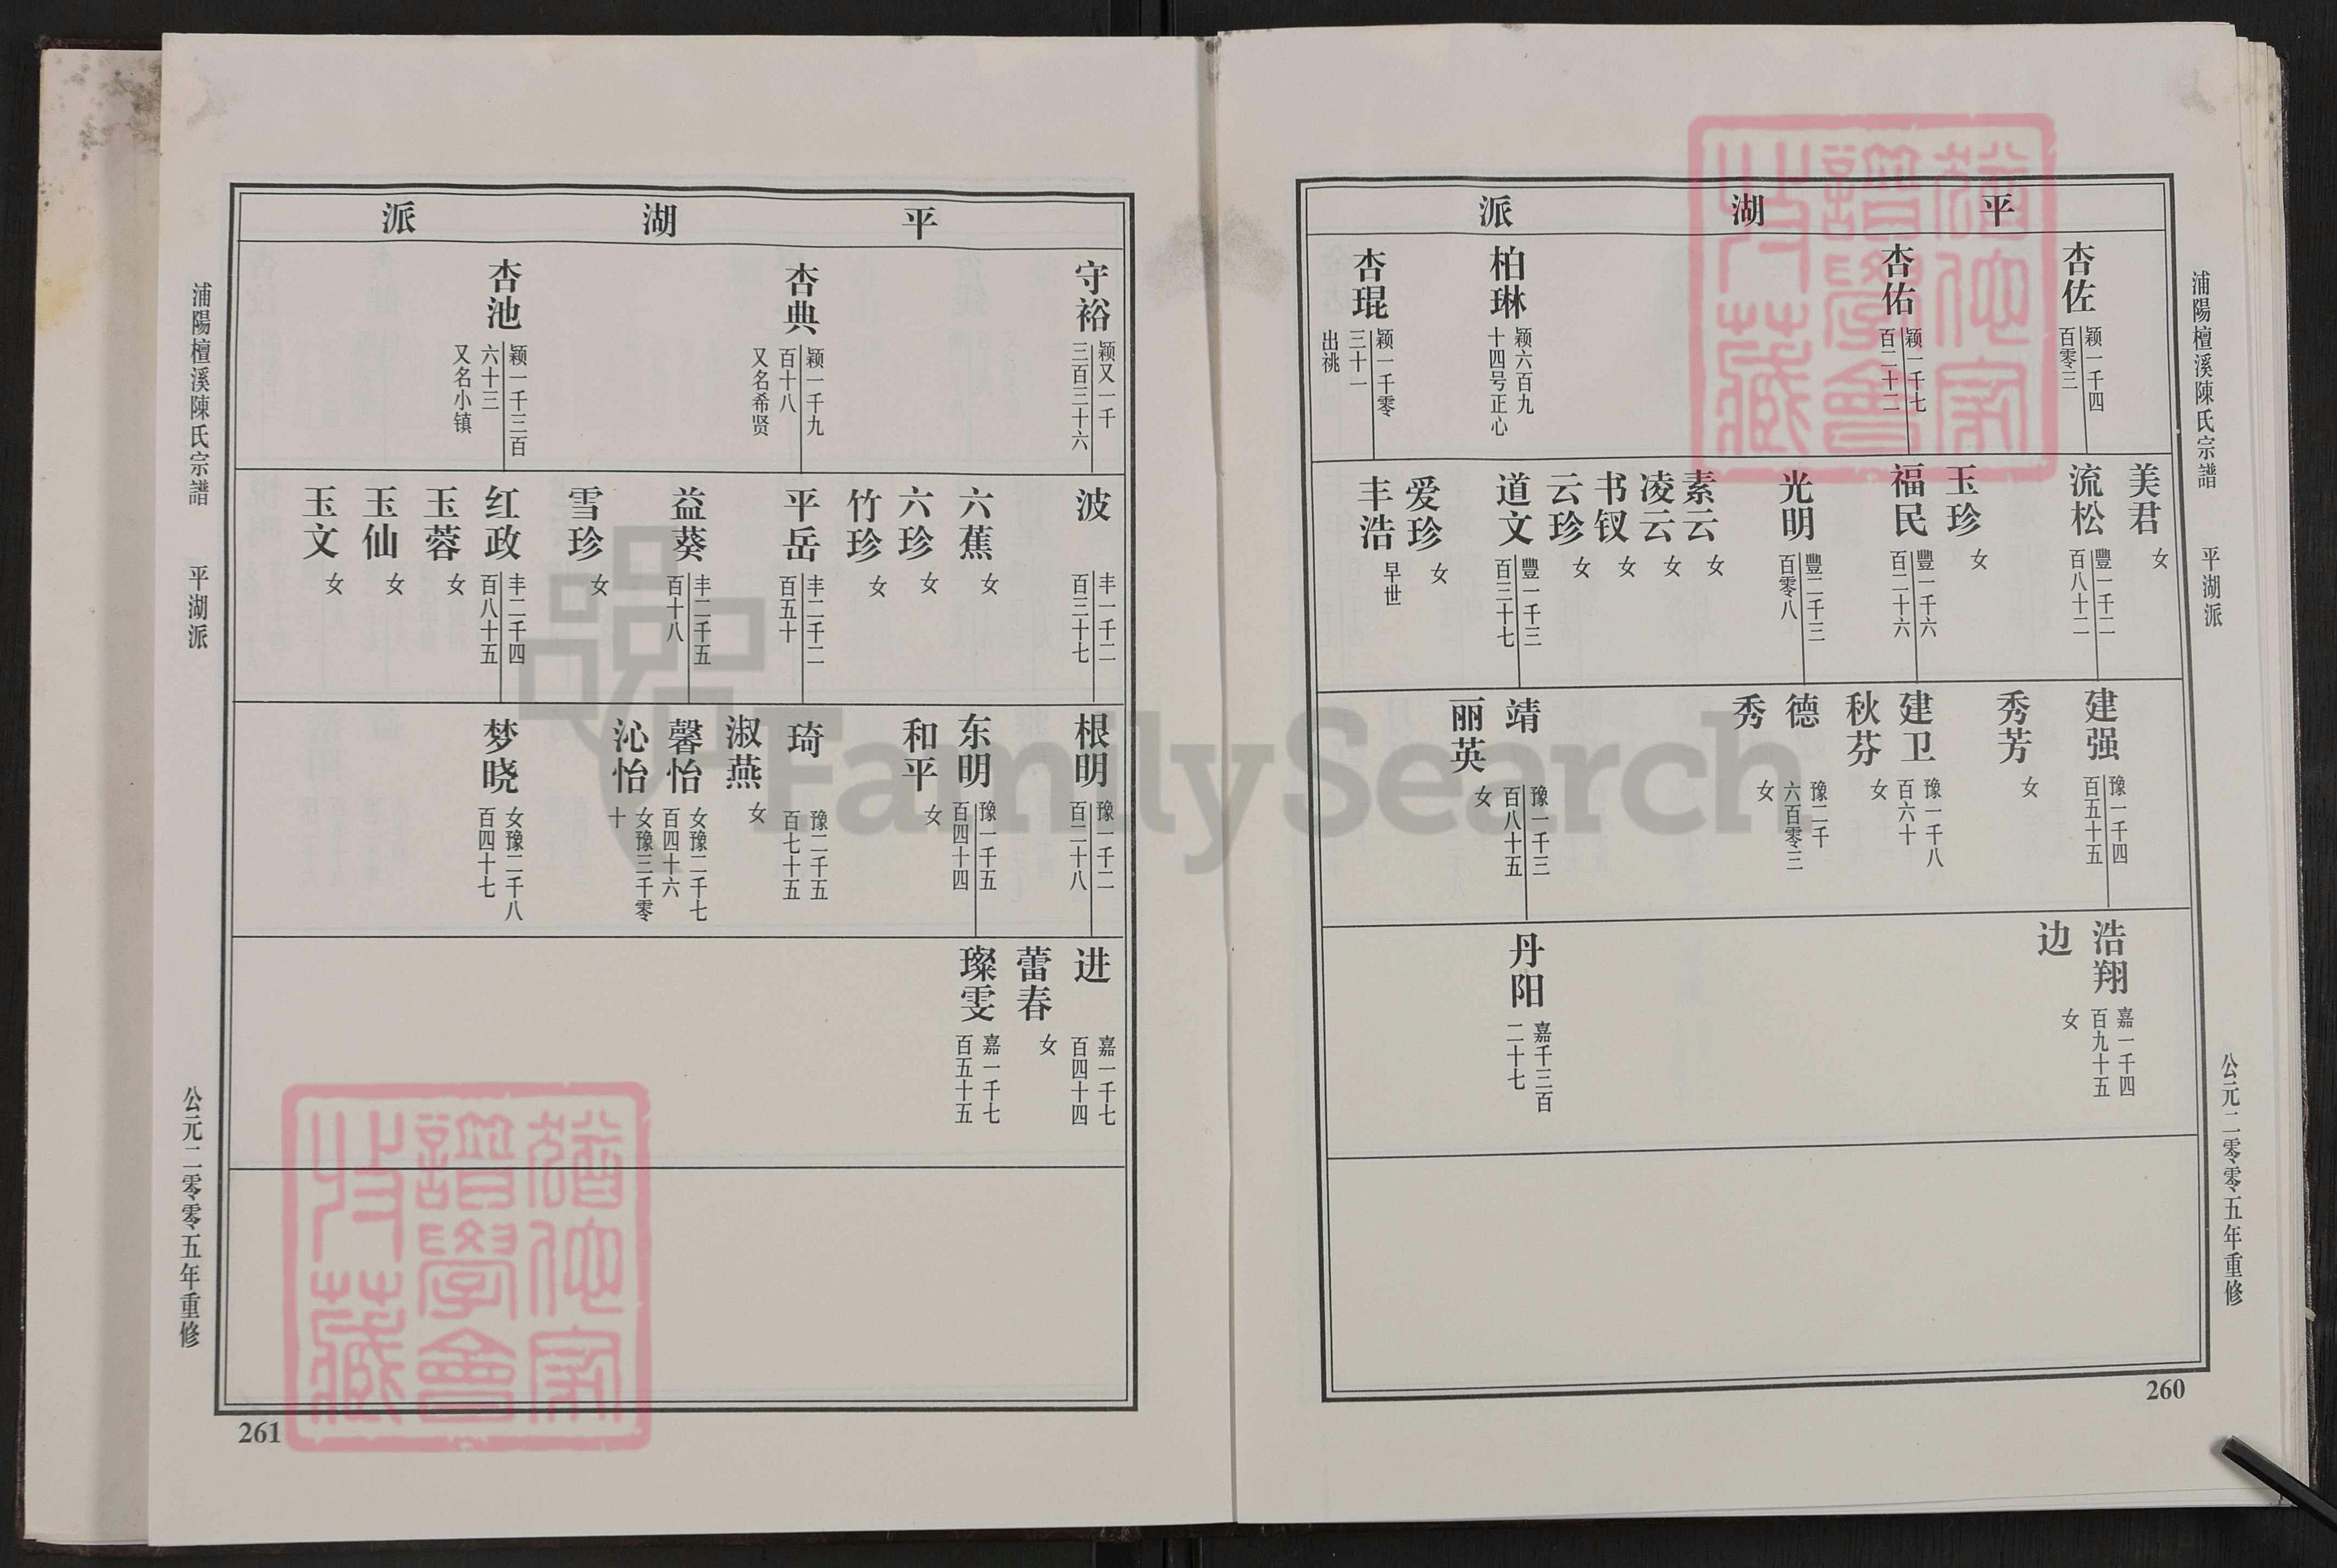 浦陽檀溪陳氏宗譜
平湖派
公元二零零五年重修
平湖派
杏佐
颖一千四
百零三
杏佑
颖一千七
百二十二
柏琳
颖六百九
十四号正心
杏琨
颖一千零
三十一
出祧
美君
女
流松
豐一千二
百八十二
玉珍
女
福民
豐一千六
百二十六
光明
豐二千三
百零八
素云
女
凌云
女
书钗
女
云珍
女
道文
豐一千三
百三十七
爱珍
女
丰浩
早世
建强
豫一千四
百五十五
秀芳
女
建卫
豫一千八
百六十
秋芬
女
德
豫二千
六百零三
秀
女
靖
豫一千三
百八十五
丽英
女
浩翔
嘉一千四
百九十五
边
女
丹阳
嘉千三百
二十七
260
平湖派
守裕
颖又一千
三百三十六
杏典
颖一千九
百十八
又名希贤
杏池
颖一千三百
六十三
又名小镇
波
丰一千二
百三十七
六蕉
女
六珍
女
竹珍
女
平岳
丰二千二
百五十
益葵
丰二千五
百十八
雪珍
女
红政
丰二千四
百八十五
玉蓉
女
玉仙
女
玉文
女
根明
豫一千二
百二十八
东明
豫一千五
百四十四
和平
女
琦
豫二千五
百七十五
淑燕
女
馨怡
女豫二千七
百四十六
沁怡
女豫三千零
十
梦晓
女豫二千八
百四十七
进
嘉一千七
百四十四
蕾春
女
璨雯
嘉一千七
百五十五
浦陽檀溪陳氏宗譜
平湖派
公元二零零五年重修
261
FamilySearch